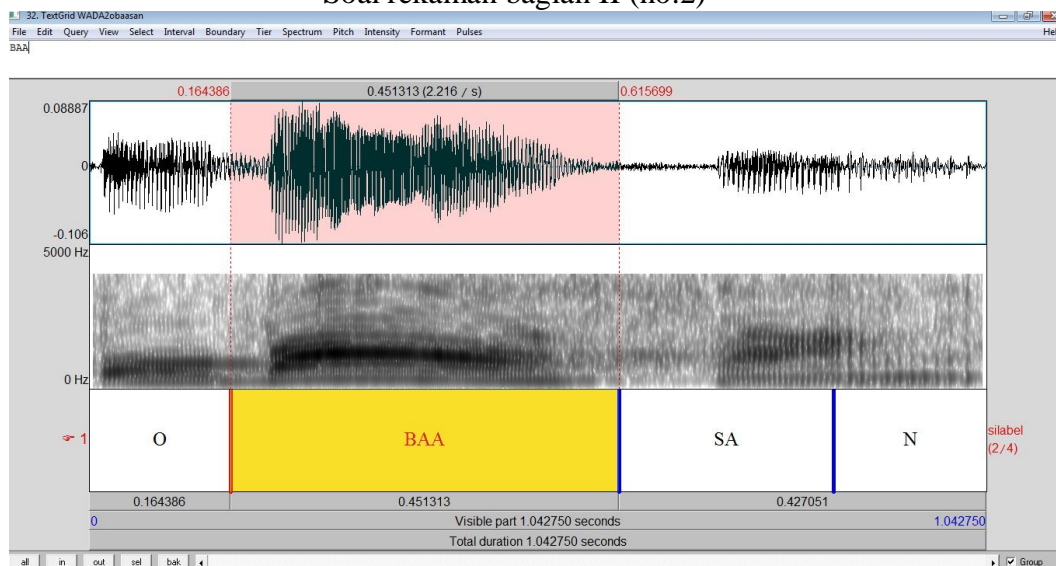 Soal rekaman bagian II (no.2)
32. TextGrid WADA2obaasan
File Edit Query View Select Interval Boundary Tier Spectrum Pitch Intensity Formant Pulses Hel
BAA
0.164386 0.451313 (2.216 / s) 0.615699
0.08887
0
-0.106
5000 Hz
0 Hz
1 O BAA SA N silabel
(2/4)
0.164386 0.451313 0.427051
0 Visible part 1.042750 seconds 1.042750
Total duration 1.042750 seconds
all in out sel bak Group